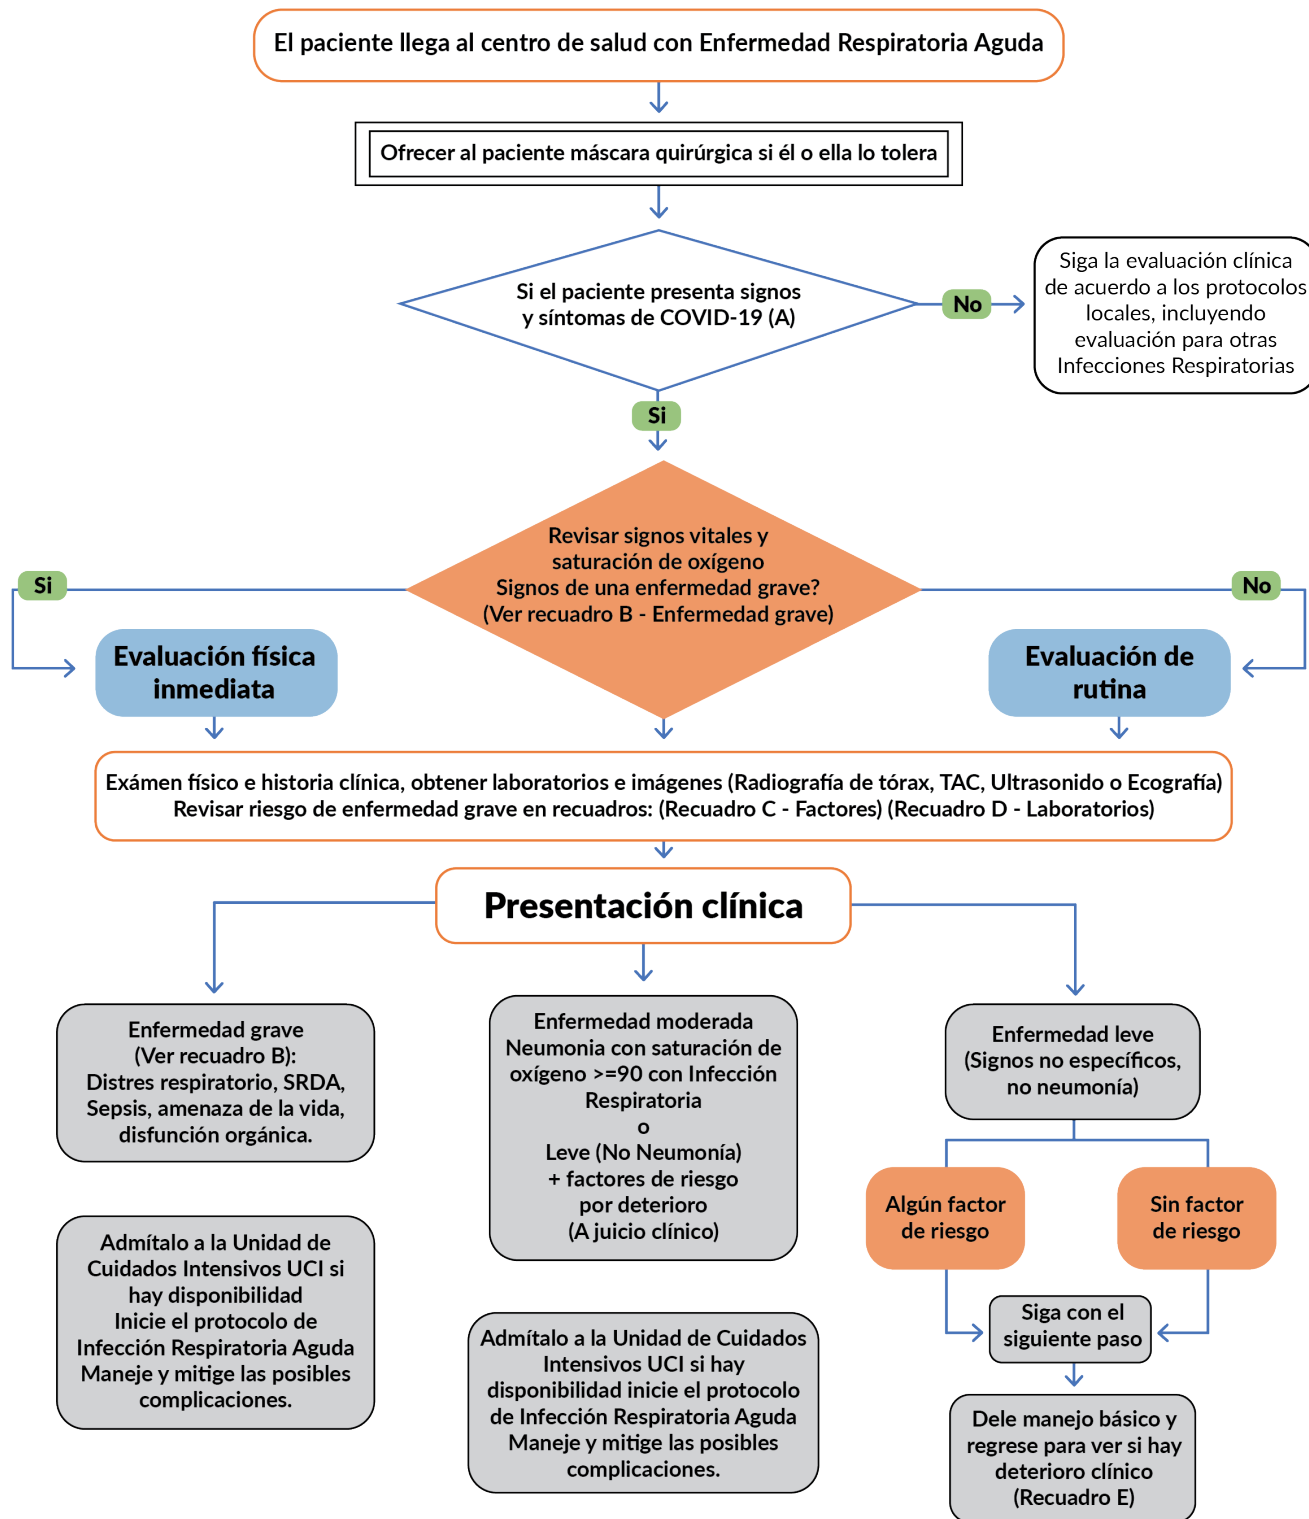 El paciente llega al centro de salud con Enfermedad Respiratoria Aguda
Ofrecer al paciente máscara quirúrgica si él o ella lo tolera
Si el paciente presenta signos
y síntomas de COVID-19 (A)
No
Siga la evaluación clínica
de acuerdo a los protocolos
locales, incluyendo
evaluación para otras
Infecciones Respiratorias
Si
Revisar signos vitales y
saturación de oxígeno
Signos de una enfermedad grave?
(Ver recuadro B - Enfermedad grave)
Si
No
Evaluación física
inmediata
Evaluación de
rutina
Exámen físico e historia clínica, obtener laboratorios e imágenes (Radiografía de tórax, TAC, Ultrasonido o Ecografía)
Revisar riesgo de enfermedad grave en recuadros: (Recuadro C - Factores) (Recuadro D - Laboratorios)
Presentación clínica
Enfermedad grave
(Ver recuadro B):
Distres respiratorio, SRDA,
Sepsis, amenaza de la vida,
disfunción orgánica.
Admítalo a la Unidad de
Cuidados Intensivos UCI si
hay disponibilidad
Inicie el protocolo de
Infección Respiratoria Aguda
Maneje y mitige las posibles
complicaciones.
Enfermedad moderada
Neumonia con saturación de
oxígeno >=90 con Infección
Respiratoria
o
Leve (No Neumonía)
+ factores de riesgo
por deterioro
(A juicio clínico)
Admítalo a la Unidad de Cuidados
Intensivos UCI si hay
disponibilidad inicie el protocolo
de Infección Respiratoria Aguda
Maneje y mitige las posibles
complicaciones.
Enfermedad leve
(Signos no específicos,
no neumonía)
Algún factor
de riesgo
Sin factor
de riesgo
Siga con el
siguiente paso
Dele manejo básico y
regrese para ver si hay
deterioro clínico
(Recuadro E)